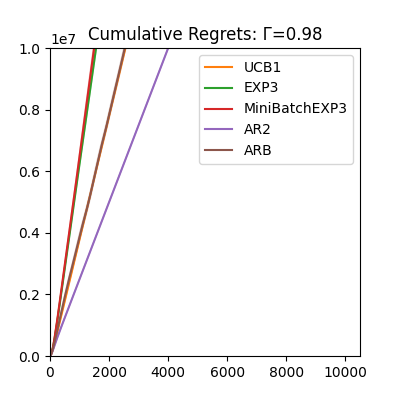 Cumulative Regrets: Γ=0.98
1e7
1.0
0.8
0.6
0.4
0.2
0.0
0 2000 4000 6000 8000 10000
UCB1
EXP3
MiniBatchEXP3
AR2
ARB